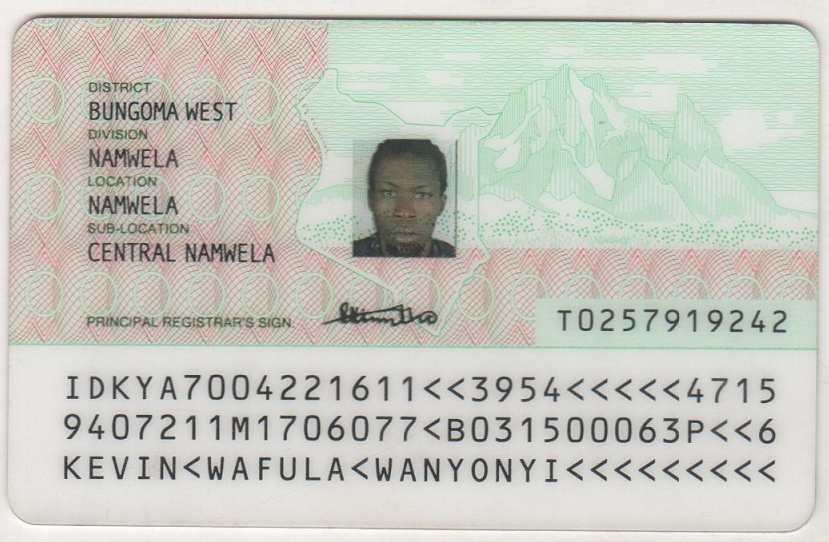 DISTRICT
BUNGOMA WEST
DIVISION
NAMWELA
LOCATION
NAMWELA
SUB-LOCATION
CENTRAL NAMWELA
PRINCIPAL REGISTRAR'S SIGN.
T0257919242
IDKYA7004221611<<3954<<<<<4715
9407211M1706077<B031500063P<<6
KEVIN<WAFULA<WANYONYI<<<<<<<<<